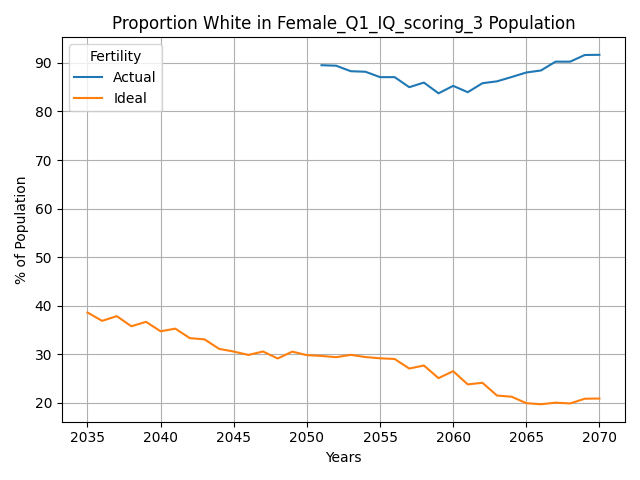 Proportion White in Female_Q1_IQ_scoring_3 Population
Fertility
Actual
Ideal
% of Population
90
80
70
60
50
40
30
20
2035 2040 2045 2050 2055 2060 2065 2070
Years